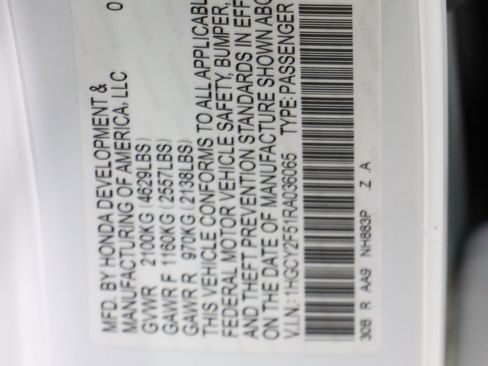 MFD. BY HONDA DEVELOPMENT & 0
MANUFACTURING OF AMERICA, LLC
GVWR 2100KG (4629LBS)
GAWR F 1160KG (2557LBS)
GAWR R 970KG (2138LBS)
THIS VEHICLE CONFORMS TO ALL APPLICABL
FEDERAL MOTOR VEHICLE SAFETY, BUMPER,
AND THEFT PREVENTION STANDARDS IN EFF
ON THE DATE OF MANUFACTURE SHOWN ABO
V.I.N.: 1HGCY2F51RA036065 TYPE: PASSENGER
30B R AA9 NH883P Z .A